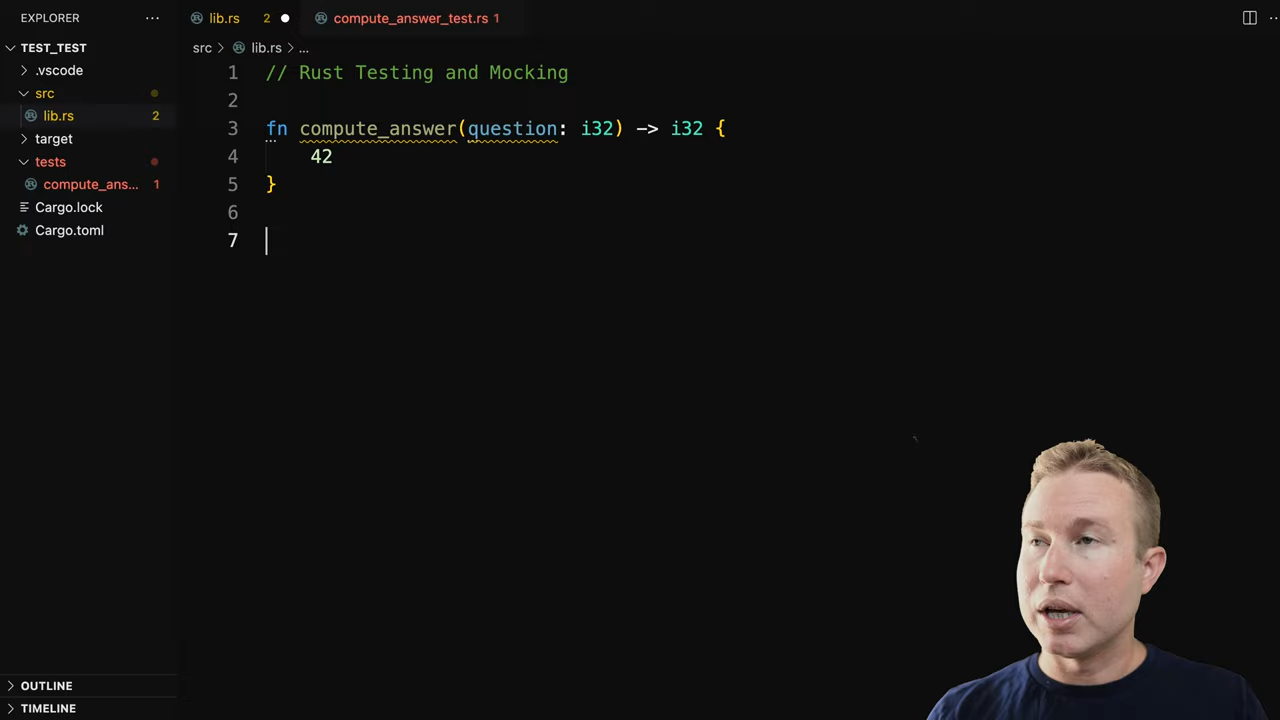 EXPLORER ...
TEST_TEST
.vscode
src
lib.rs 2
target
tests
compute_ans... 1
Cargo.lock
Cargo.toml
OUTLINE
TIMELINE
lib.rs 2 compute_answer_test.rs 1
src > lib.rs > ...
1 // Rust Testing and Mocking
2
3 fn compute_answer(question: i32) -> i32 {
4 42
5 }
6
7